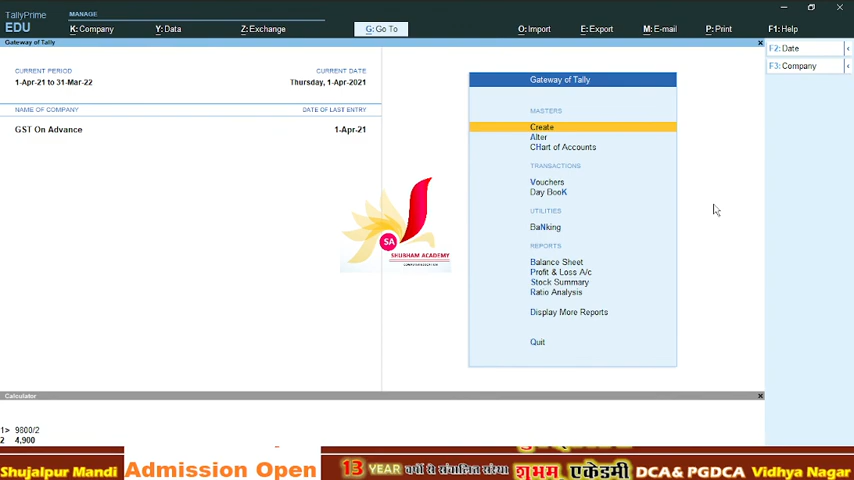 TallyPrime
EDU
MANAGE
K: Company
Y: Data
Z: Exchange
G: Go To
O: Import
E: Export
M: E-mail
P: Print
F1: Help
Gateway of Tally
F2: Date
F3: Company
CURRENT PERIOD
CURRENT DATE
1-Apr-21 to 31-Mar-22
Thursday, 1-Apr-2021
NAME OF COMPANY
DATE OF LAST ENTRY
GST On Advance
1-Apr-21
Gateway of Tally
MASTERS
Create
Alter
CHart of Accounts
TRANSACTIONS
Vouchers
Day BooK
UTILITIES
BaNking
REPORTS
Balance Sheet
Profit & Loss A/c
Stock Summary
Ratio Analysis
Display More Reports
Quit
SA
SHUBHAM ACADEMY
Calculator
1> 9800/2
2 4,900
Shujalpur Mandi
Admission Open
13 YEAR वर्षो से संचालित संस्था
शुभम् एकेडमी
DCA& PGDCA
Vidhya Nagar